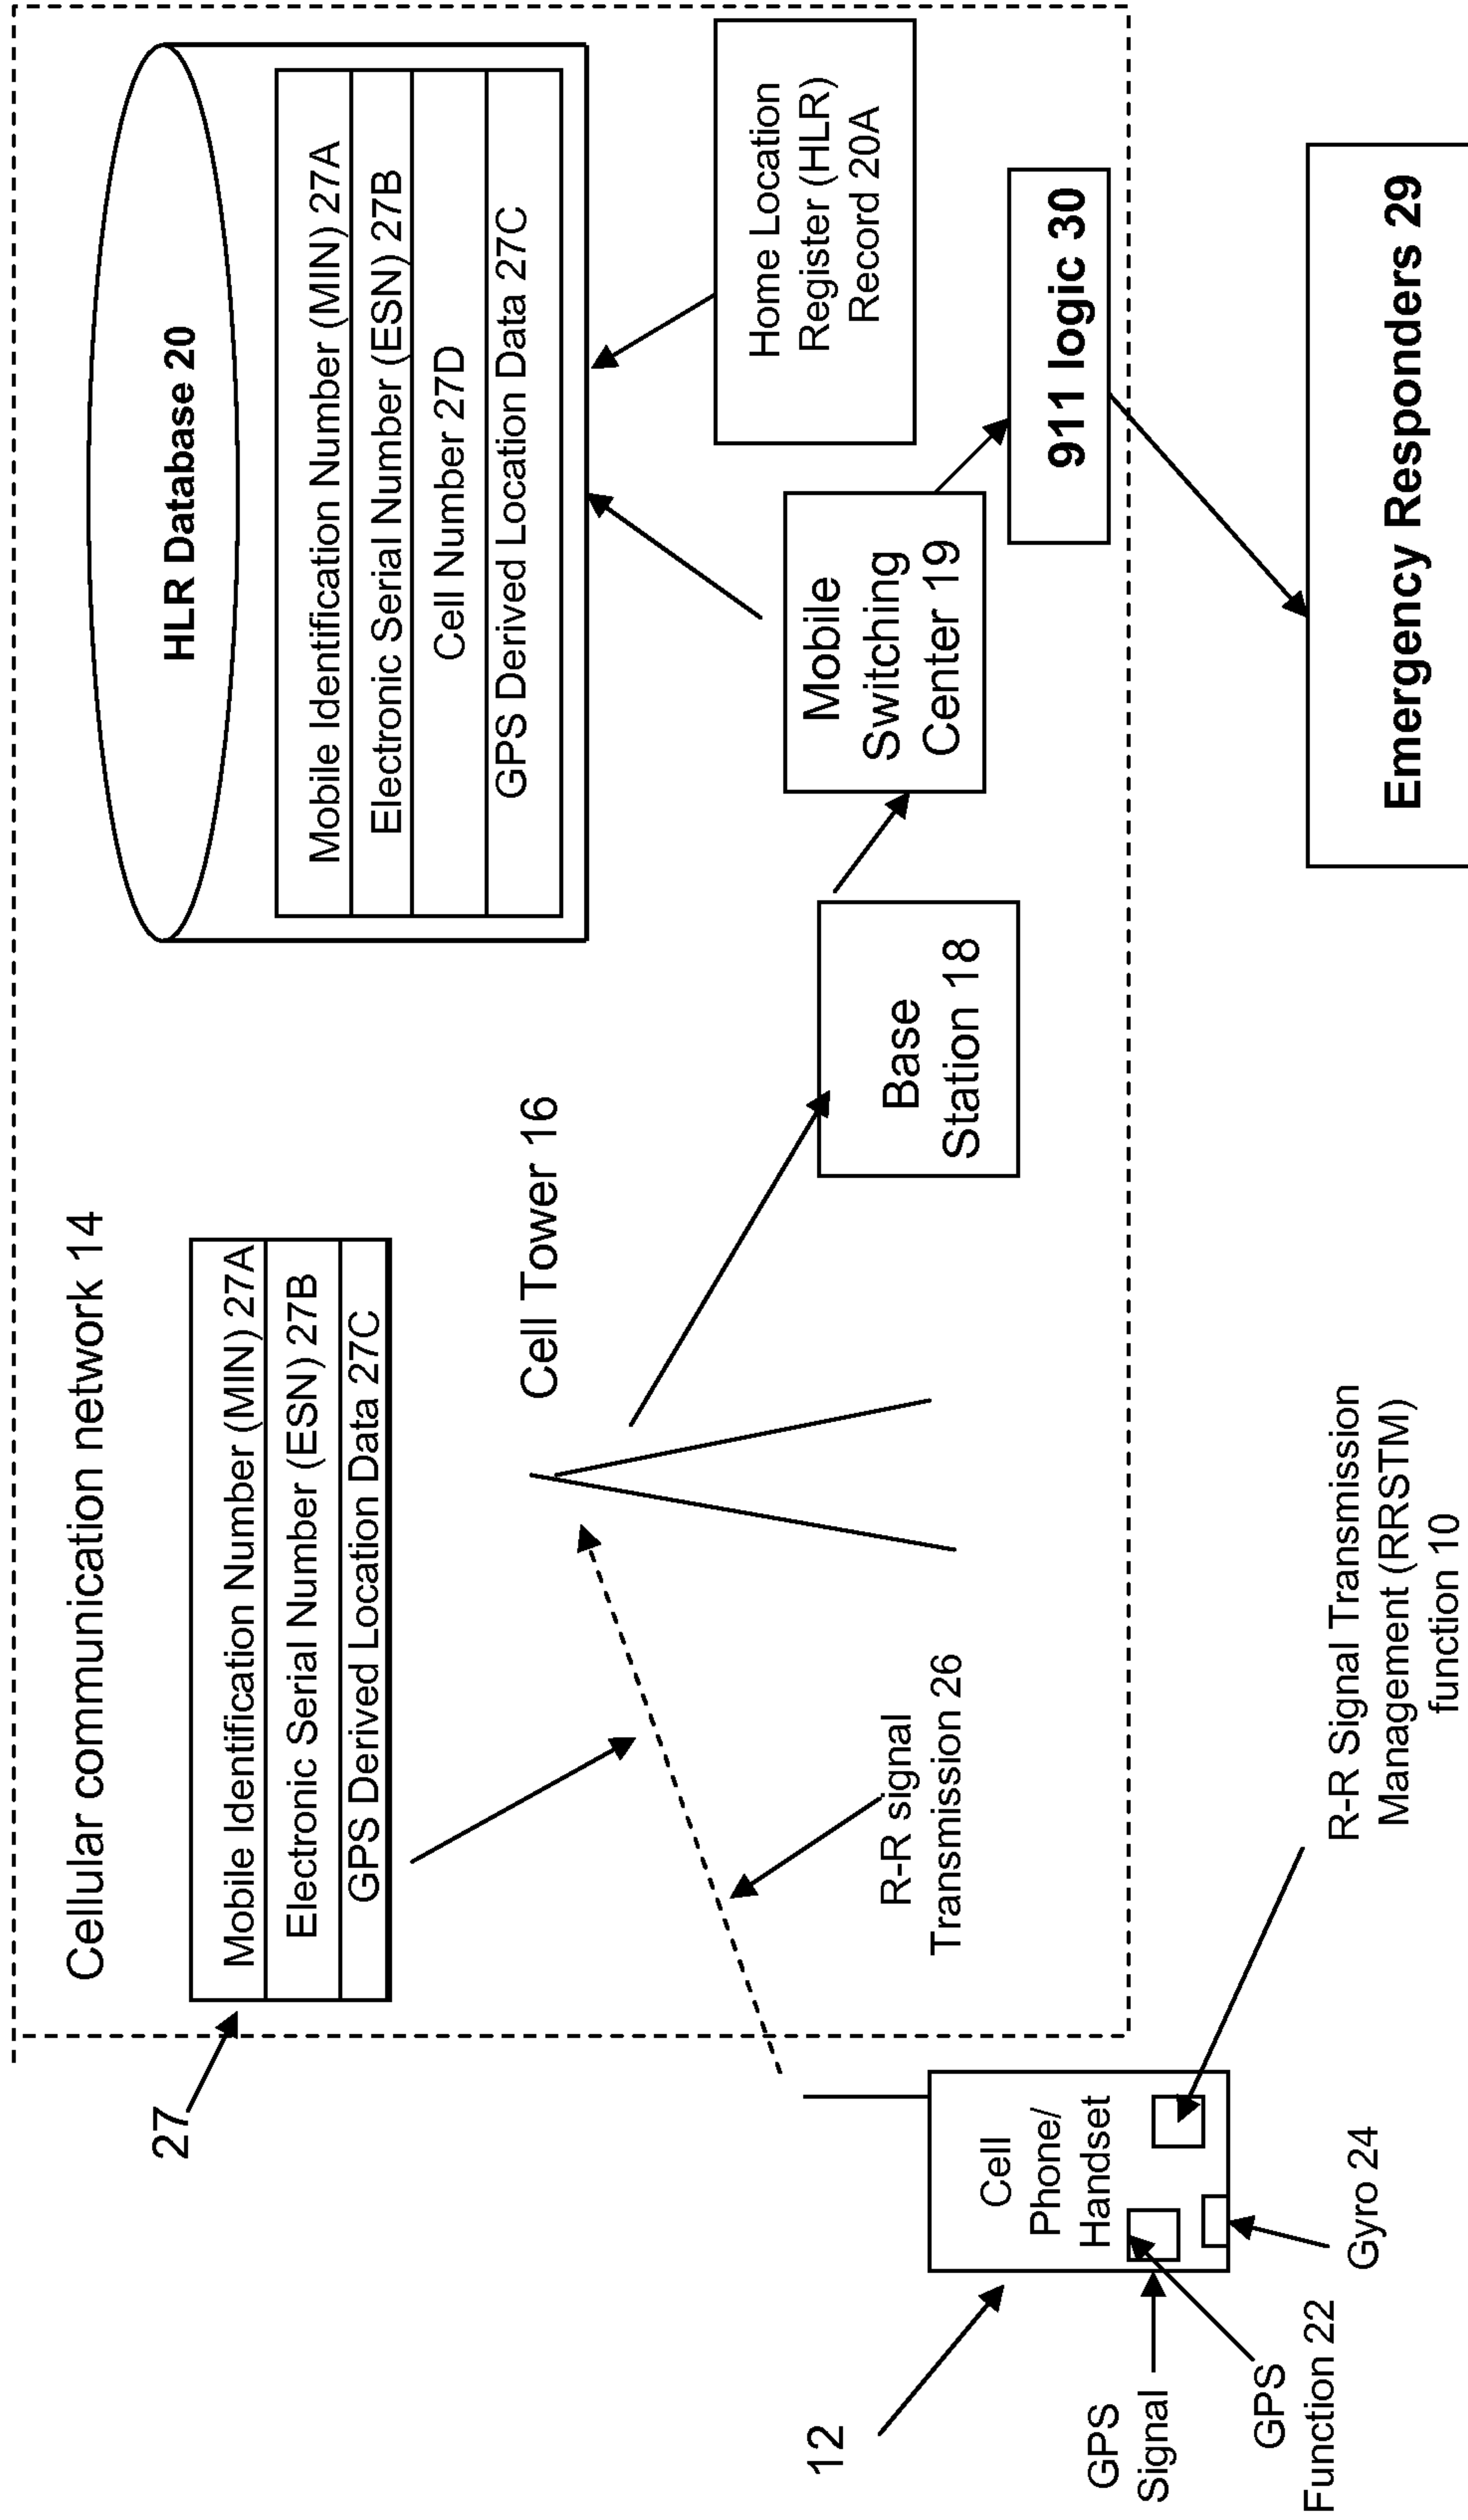 Cellular communication network 14
27
Mobile Identification Number (MIN) 27A
Electronic Serial Number (ESN) 27B
GPS Derived Location Data 27C
HLR Database 20
Mobile Identification Number (MIN) 27A
Electronic Serial Number (ESN) 27B
Cell Number 27D
GPS Derived Location Data 27C
Cell Tower 16
Home Location
Register (HLR)
Record 20A
Mobile
Switching
Center 19
Base
Station 18
911 logic 30
R-R signal
Transmission 26
12
Cell
Phone/
Handset
GPS
Signal
GPS
Function 22
Gyro 24
R-R Signal Transmission
Management (RRSTM)
function 10
Emergency Responders 29